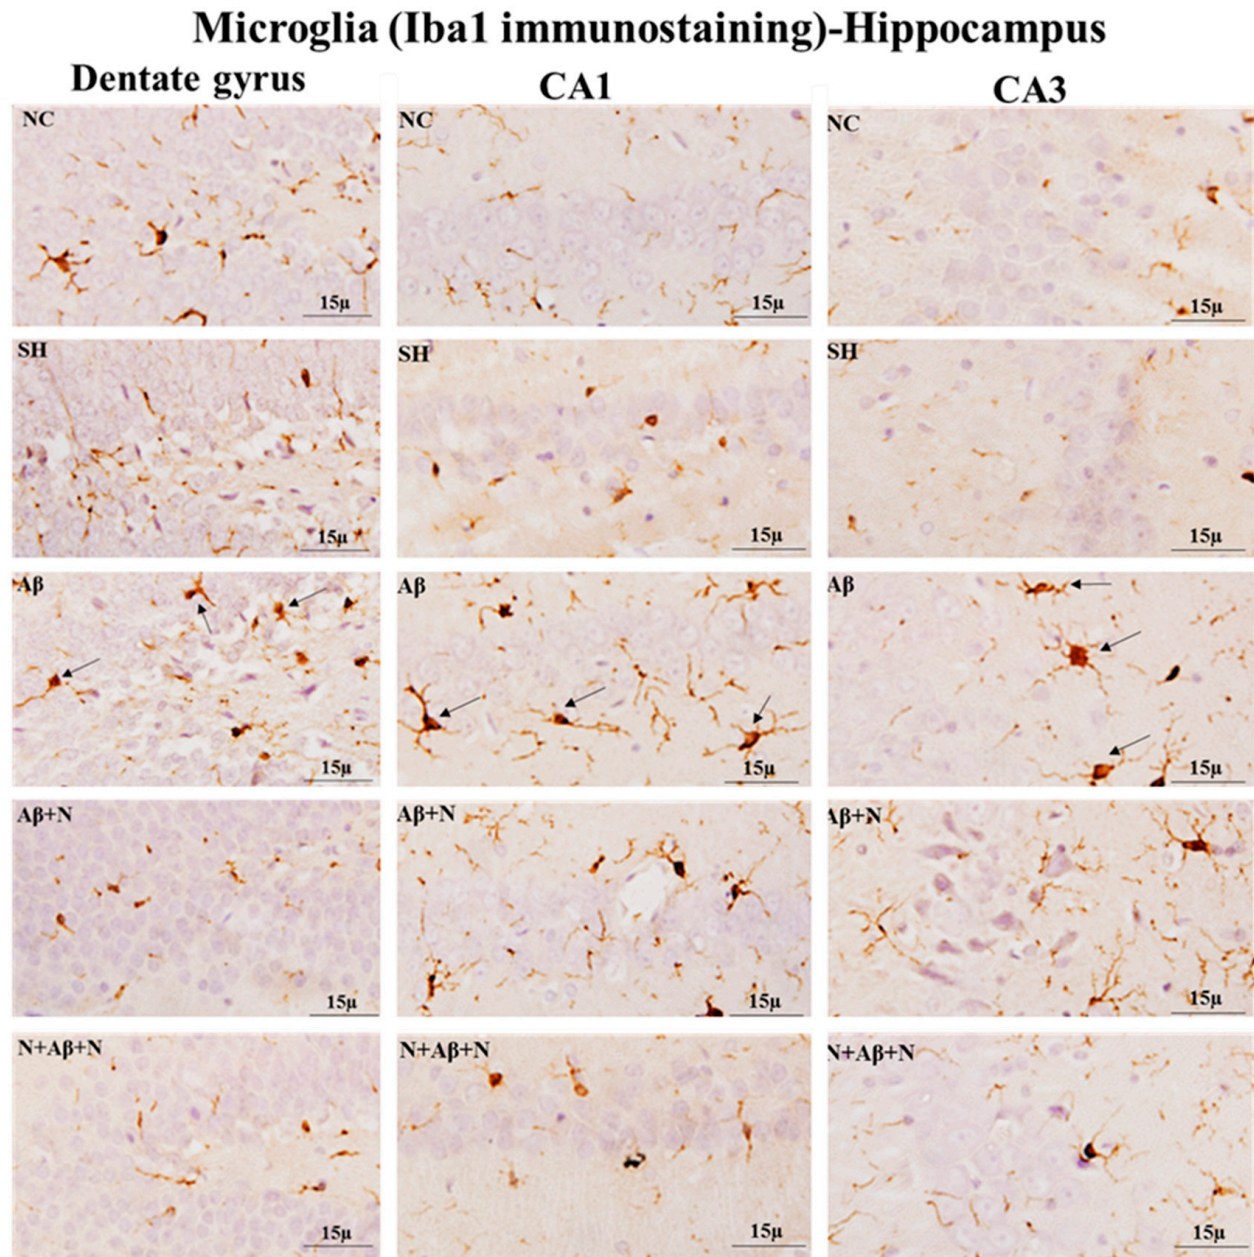 Microglia (Iba1 immunostaining)-Hippocampus
Dentate gyrus CA1 CA3
NC NC NC
15μ 15μ 15μ
SH SH SH
15μ 15μ 15μ
Aβ Aβ Aβ
15μ 15μ 15μ
Aβ+N Aβ+N Aβ+N
15μ 15μ 15μ
N+Aβ+N N+Aβ+N N+Aβ+N
15μ 15μ 15μ